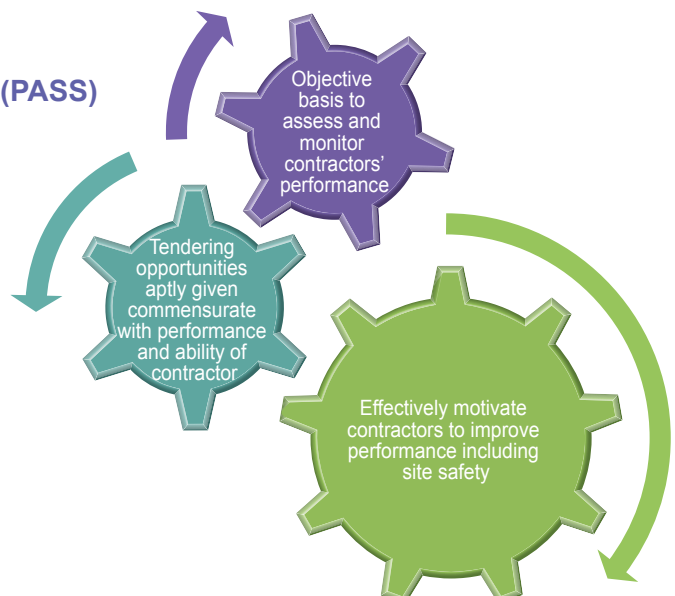 (PASS)
Objective
basis to
assess and
monitor
contractors’
performance
Tendering
opportunities
aptly given
commensurate
with performance
and ability of
contractor
Effectively motivate
contractors to improve
performance including
site safety